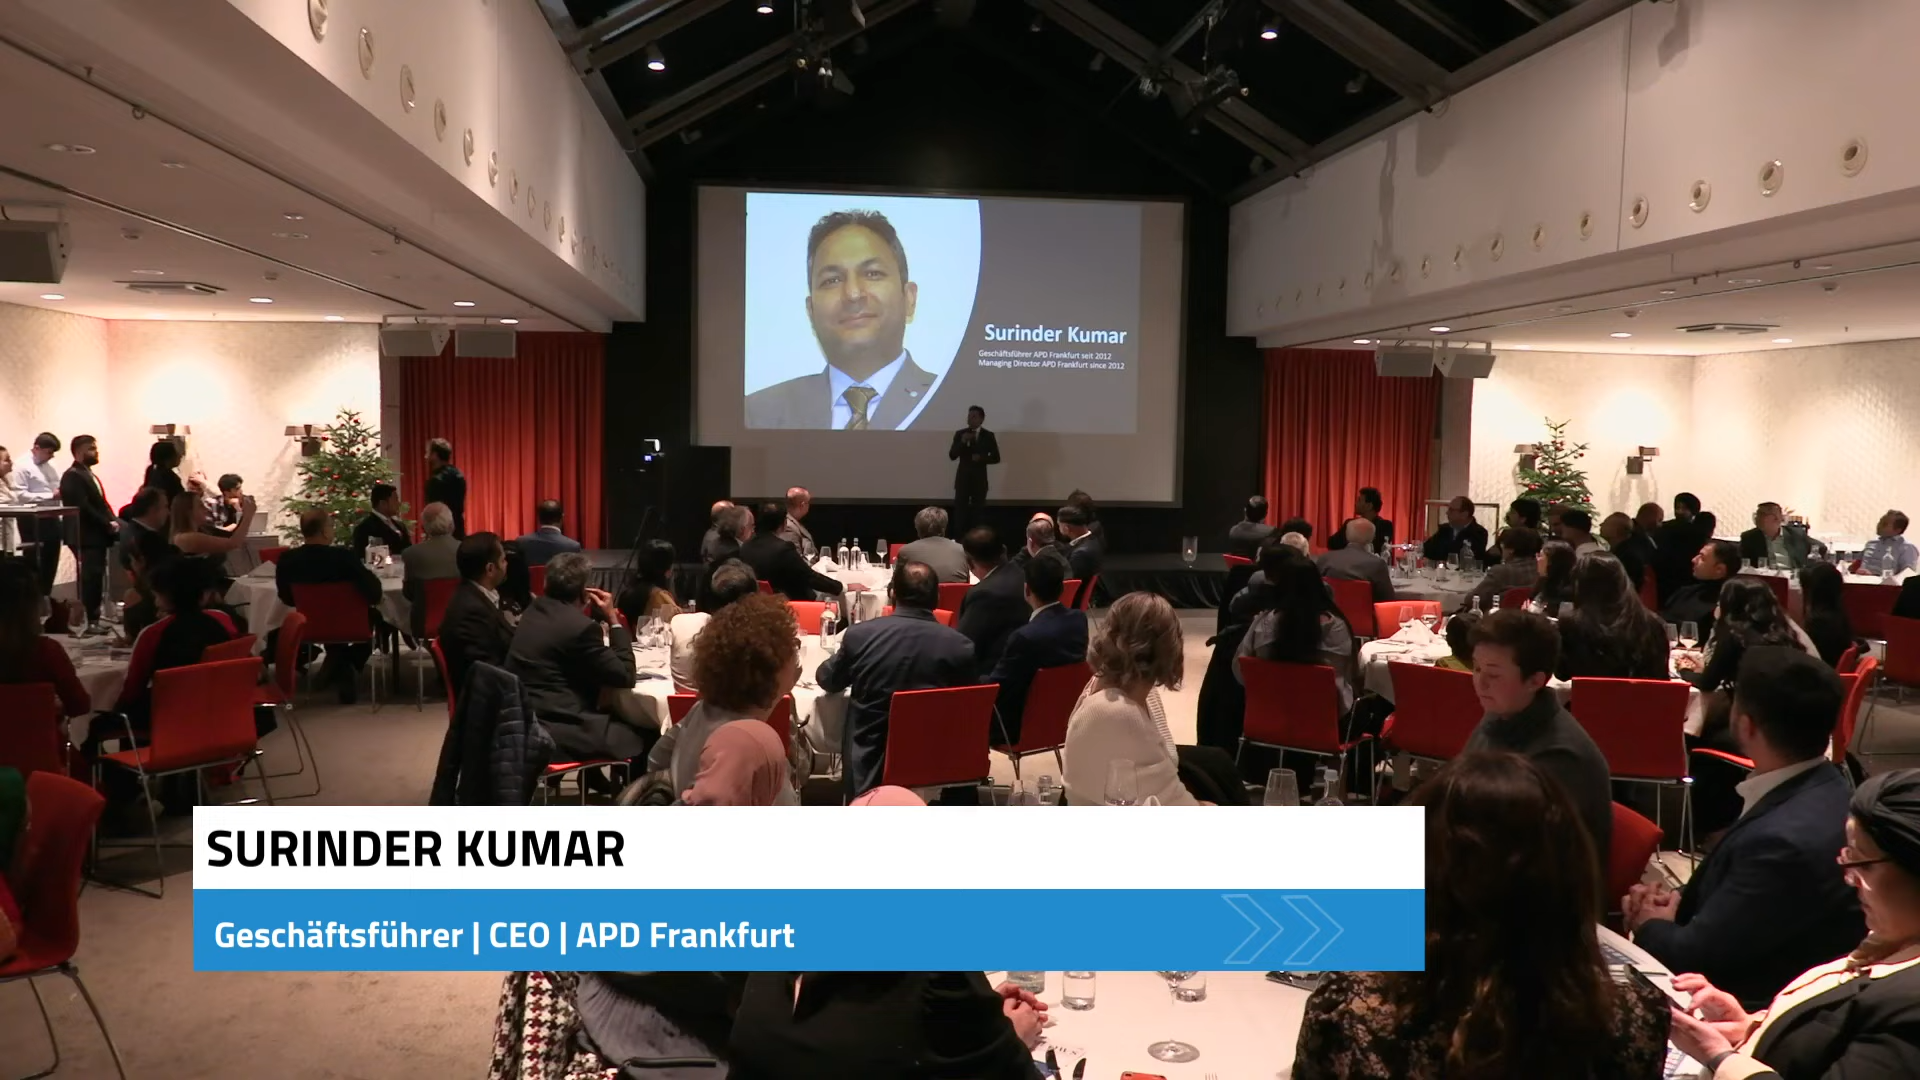 Surinder Kumar
Geschäftsführer APD Frankfurt seit 2012
Managing Director APD Frankfurt since 2012
SURINDER KUMAR
Geschäftsführer | CEO | APD Frankfurt